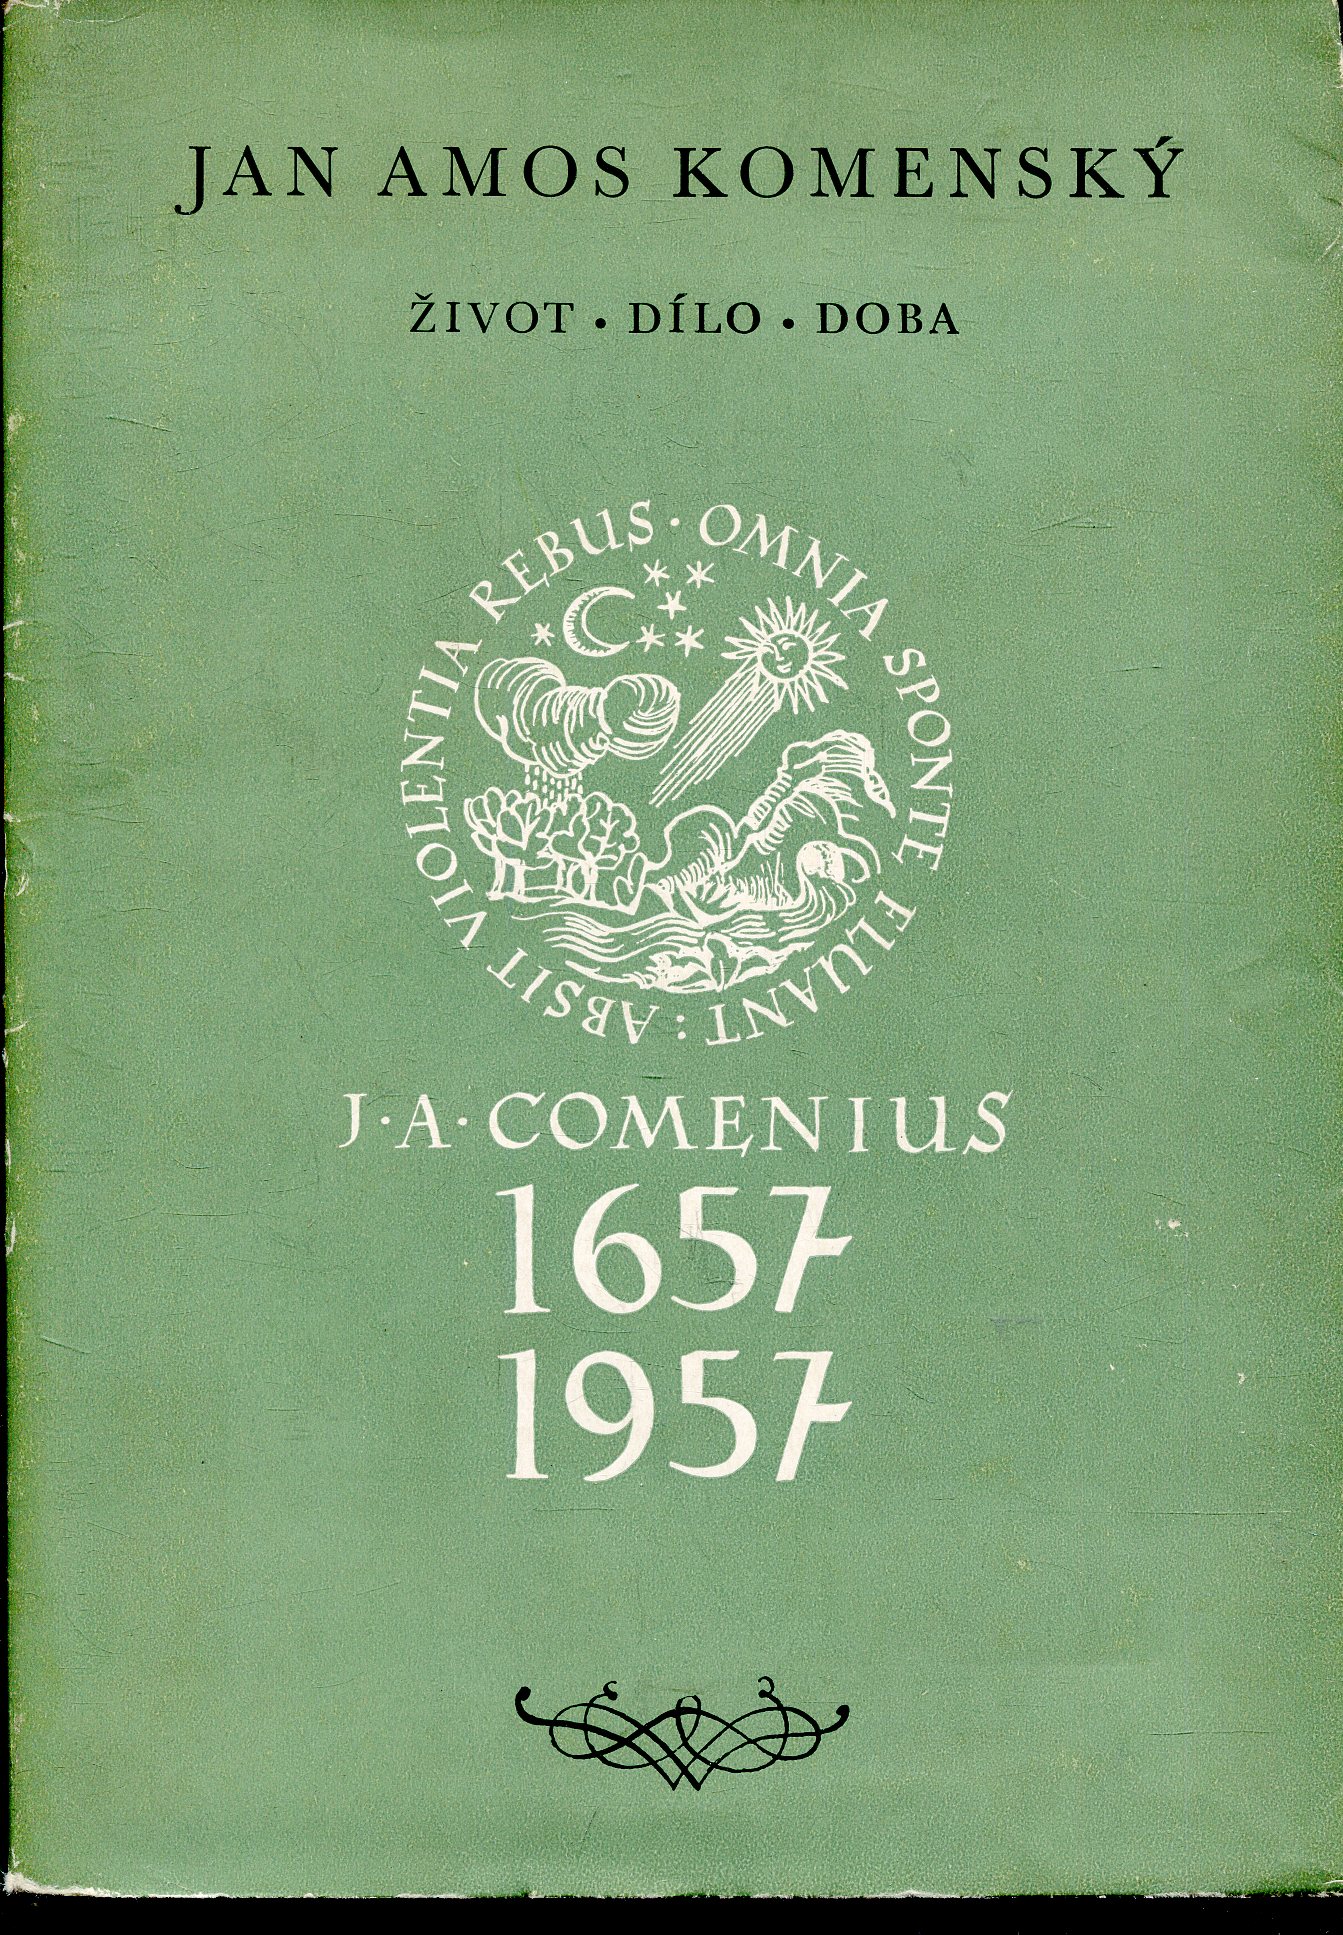 JAN AMOS KOMENSKÝ
ŽIVOT • DÍLO • DOBA
OMNIA SPONTE FLUANT : ABSIT VIOLENTIA REBUS ·
J · A · COMENIUS
1657
1957